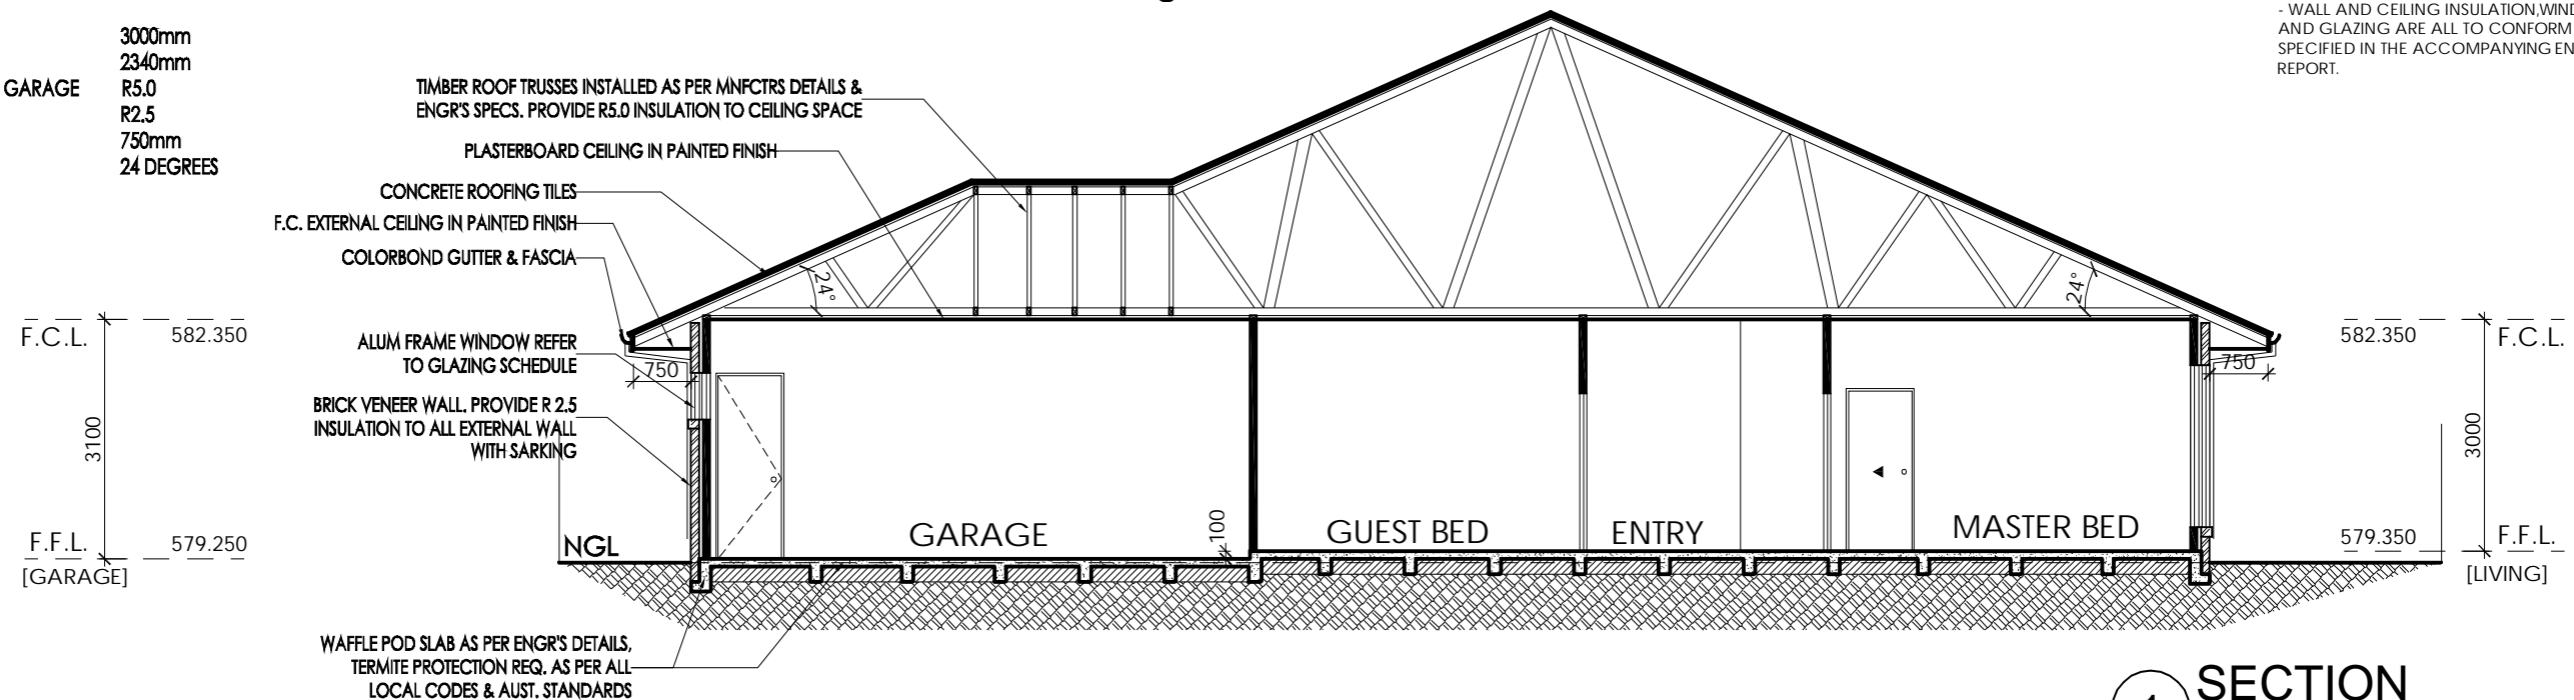 - WALL AND CEILING INSULATION,WIND
AND GLAZING ARE ALL TO CONFORM
SPECIFIED IN THE ACCOMPANYING EN
REPORT.
3000mm
2340mm
GARAGE R5.0
R2.5
750mm
24 DEGREES
TIMBER ROOF TRUSSES INSTALLED AS PER MNFCTRS DETAILS &
ENGR'S SPECS. PROVIDE R5.0 INSULATION TO CEILING SPACE
PLASTERBOARD CEILING IN PAINTED FINISH
CONCRETE ROOFING TILES
F.C. EXTERNAL CEILING IN PAINTED FINISH
COLORBOND GUTTER & FASCIA
24°
24°
F.C.L. 582.350
582.350 F.C.L.
ALUM FRAME WINDOW REFER
TO GLAZING SCHEDULE
750
750
BRICK VENEER WALL. PROVIDE R 2.5
INSULATION TO ALL EXTERNAL WALL
WITH SARKING
3100
3000
100
GARAGE
GUEST BED
ENTRY
MASTER BED
NGL
F.F.L. 579.250
[GARAGE]
579.350 F.F.L.
[LIVING]
WAFFLE POD SLAB AS PER ENGR'S DETAILS,
TERMITE PROTECTION REQ. AS PER ALL
LOCAL CODES & AUST. STANDARDS
SECTION